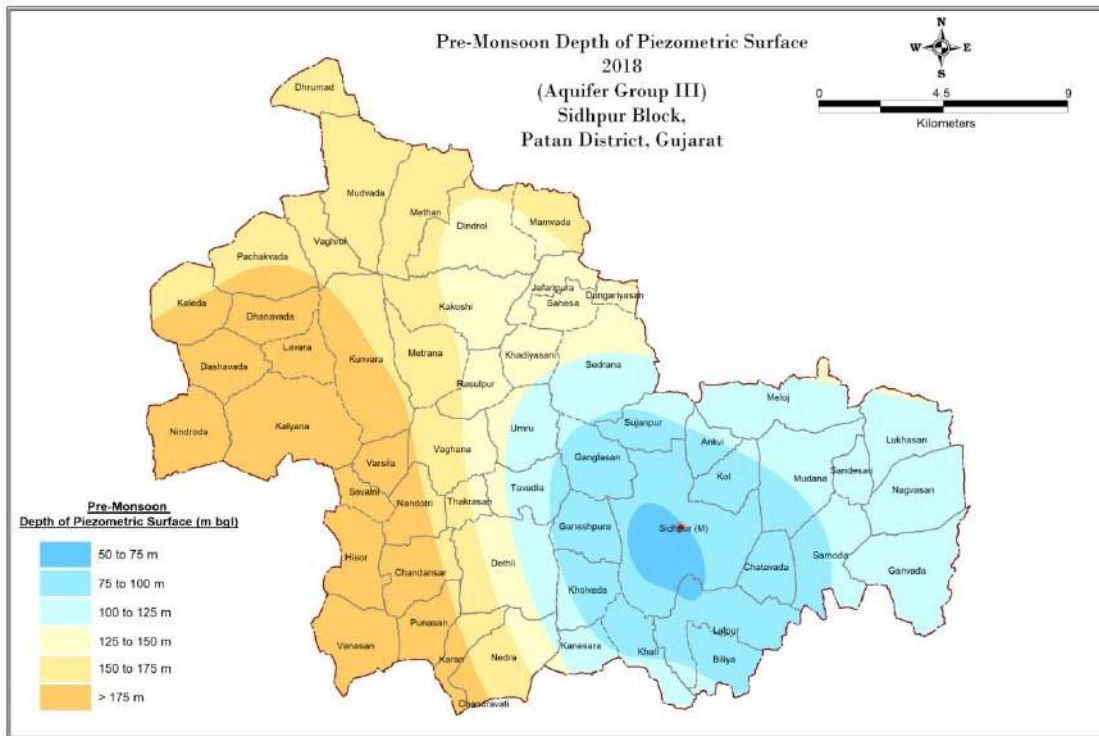 Pre-Monsoon Depth of Piezometric Surface
2018
(Aquifer Group III)
Sidhpur Block,
Patan District, Gujarat
N
W E
S
0 4.5 9
Kilometers
Dhrumad
Mudvada
Methan
Dindrol
Mamvada
Vaghrol
Pachakvada
Jafaripura
Dungariyasan
Kaleda
Kakoshi
Sahesa
Dhanavada
Lavara
Kunvara
Metrana
Khadiyasann
Sedrana
Dashavada
Rasulpur
Meloj
Nindroda
Kalyana
Umru
Sujanpur
Ankvi
Lukhasan
Vaghana
Ganglasan
Varsila
Kot
Mudana
Sandesari
Nagvasan
Tavadia
Sevalni
Nandotri
Thakrasan
Ganeshpura
Sidhpur (M)
Hisor
Dethli
Chatavada
Samoda
Ganvada
Chandansar
Kholvada
Punasan
Vanasan
Karan
Nedra
Kanesara
Khali
Lalpur
Biliya
Chandravati
Pre-Monsoon
Depth of Piezometric Surface (m bgl)
50 to 75 m
75 to 100 m
100 to 125 m
125 to 150 m
150 to 175 m
> 175 m